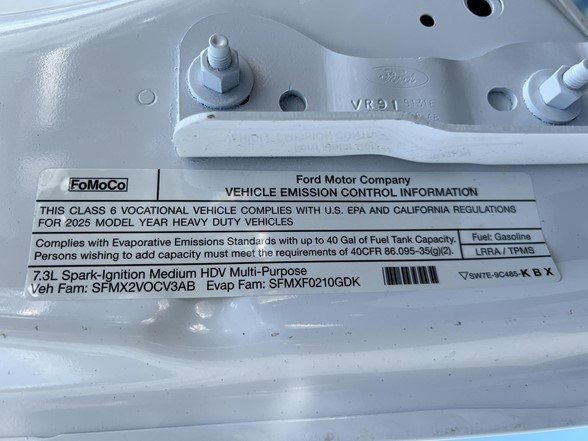 Ford
VR91
FoMoCo
Ford Motor Company
VEHICLE EMISSION CONTROL INFORMATION
THIS CLASS 6 VOCATIONAL VEHICLE COMPLIES WITH U.S. EPA AND CALIFORNIA REGULATIONS
FOR 2025 MODEL YEAR HEAVY DUTY VEHICLES
Complies with Evaporative Emissions Standards with up to 40 Gal of Fuel Tank Capacity.
Persons wishing to add capacity must meet the requirements of 40CFR 86.095-35(g)(2).
Fuel: Gasoline
LRRA / TPMS
7.3L Spark-Ignition Medium HDV Multi-Purpose
Veh Fam: SFMX2VOCV3AB Evap Fam: SFMXF0210GDK
SW7E-9C485-KBX